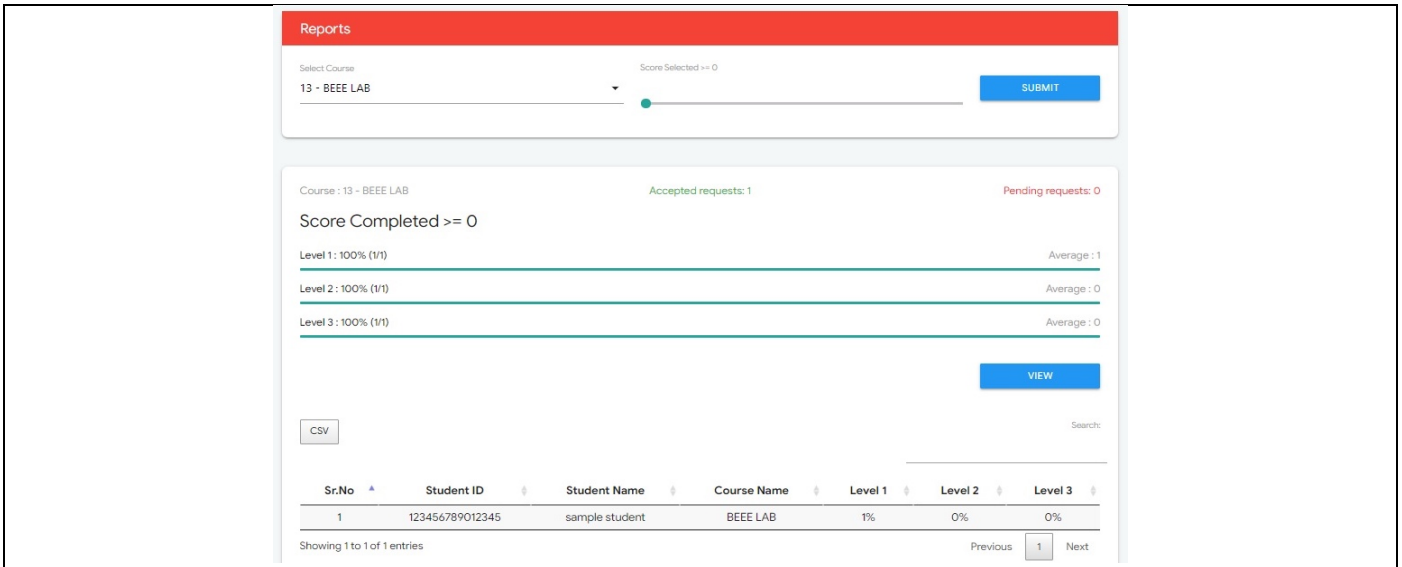 Reports
Select Course
Score Selected >= 0
13 - BEEE LAB
SUBMIT
Course : 13 - BEEE LAB
Accepted requests: 1
Pending requests: 0
Score Completed >= 0
Level 1 : 100% (1/1)
Average : 1
Level 2 : 100% (1/1)
Average : 0
Level 3 : 100% (1/1)
Average : 0
VIEW
CSV
Search:
Sr.No Student ID Student Name Course Name Level 1 Level 2 Level 3
1 123456789012345 sample student BEEE LAB 1% 0% 0%
Showing 1 to 1 of 1 entries
Previous 1 Next